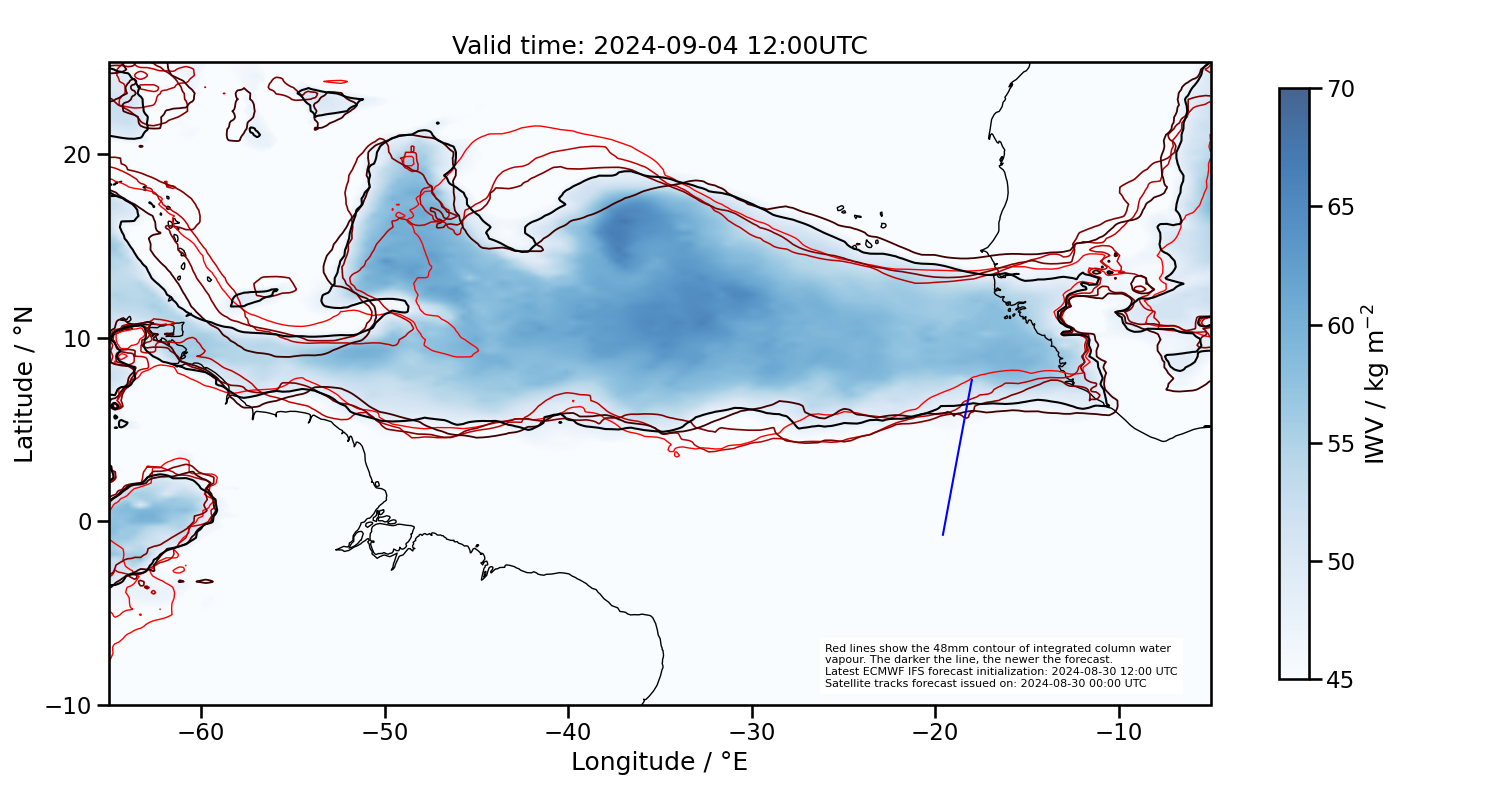 Valid time: 2024-09-04 12:00UTC
20
10
0
−10
Latitude / °N
−60
−50
−40
−30
−20
−10
Longitude / °E
Red lines show the 48mm contour of integrated column water
vapour. The darker the line, the newer the forecast.
Latest ECMWF IFS forecast initialization: 2024-08-30 12:00 UTC
Satellite tracks forecast issued on: 2024-08-30 00:00 UTC
70
65
60
55
50
45
IWV / kg m⁻²